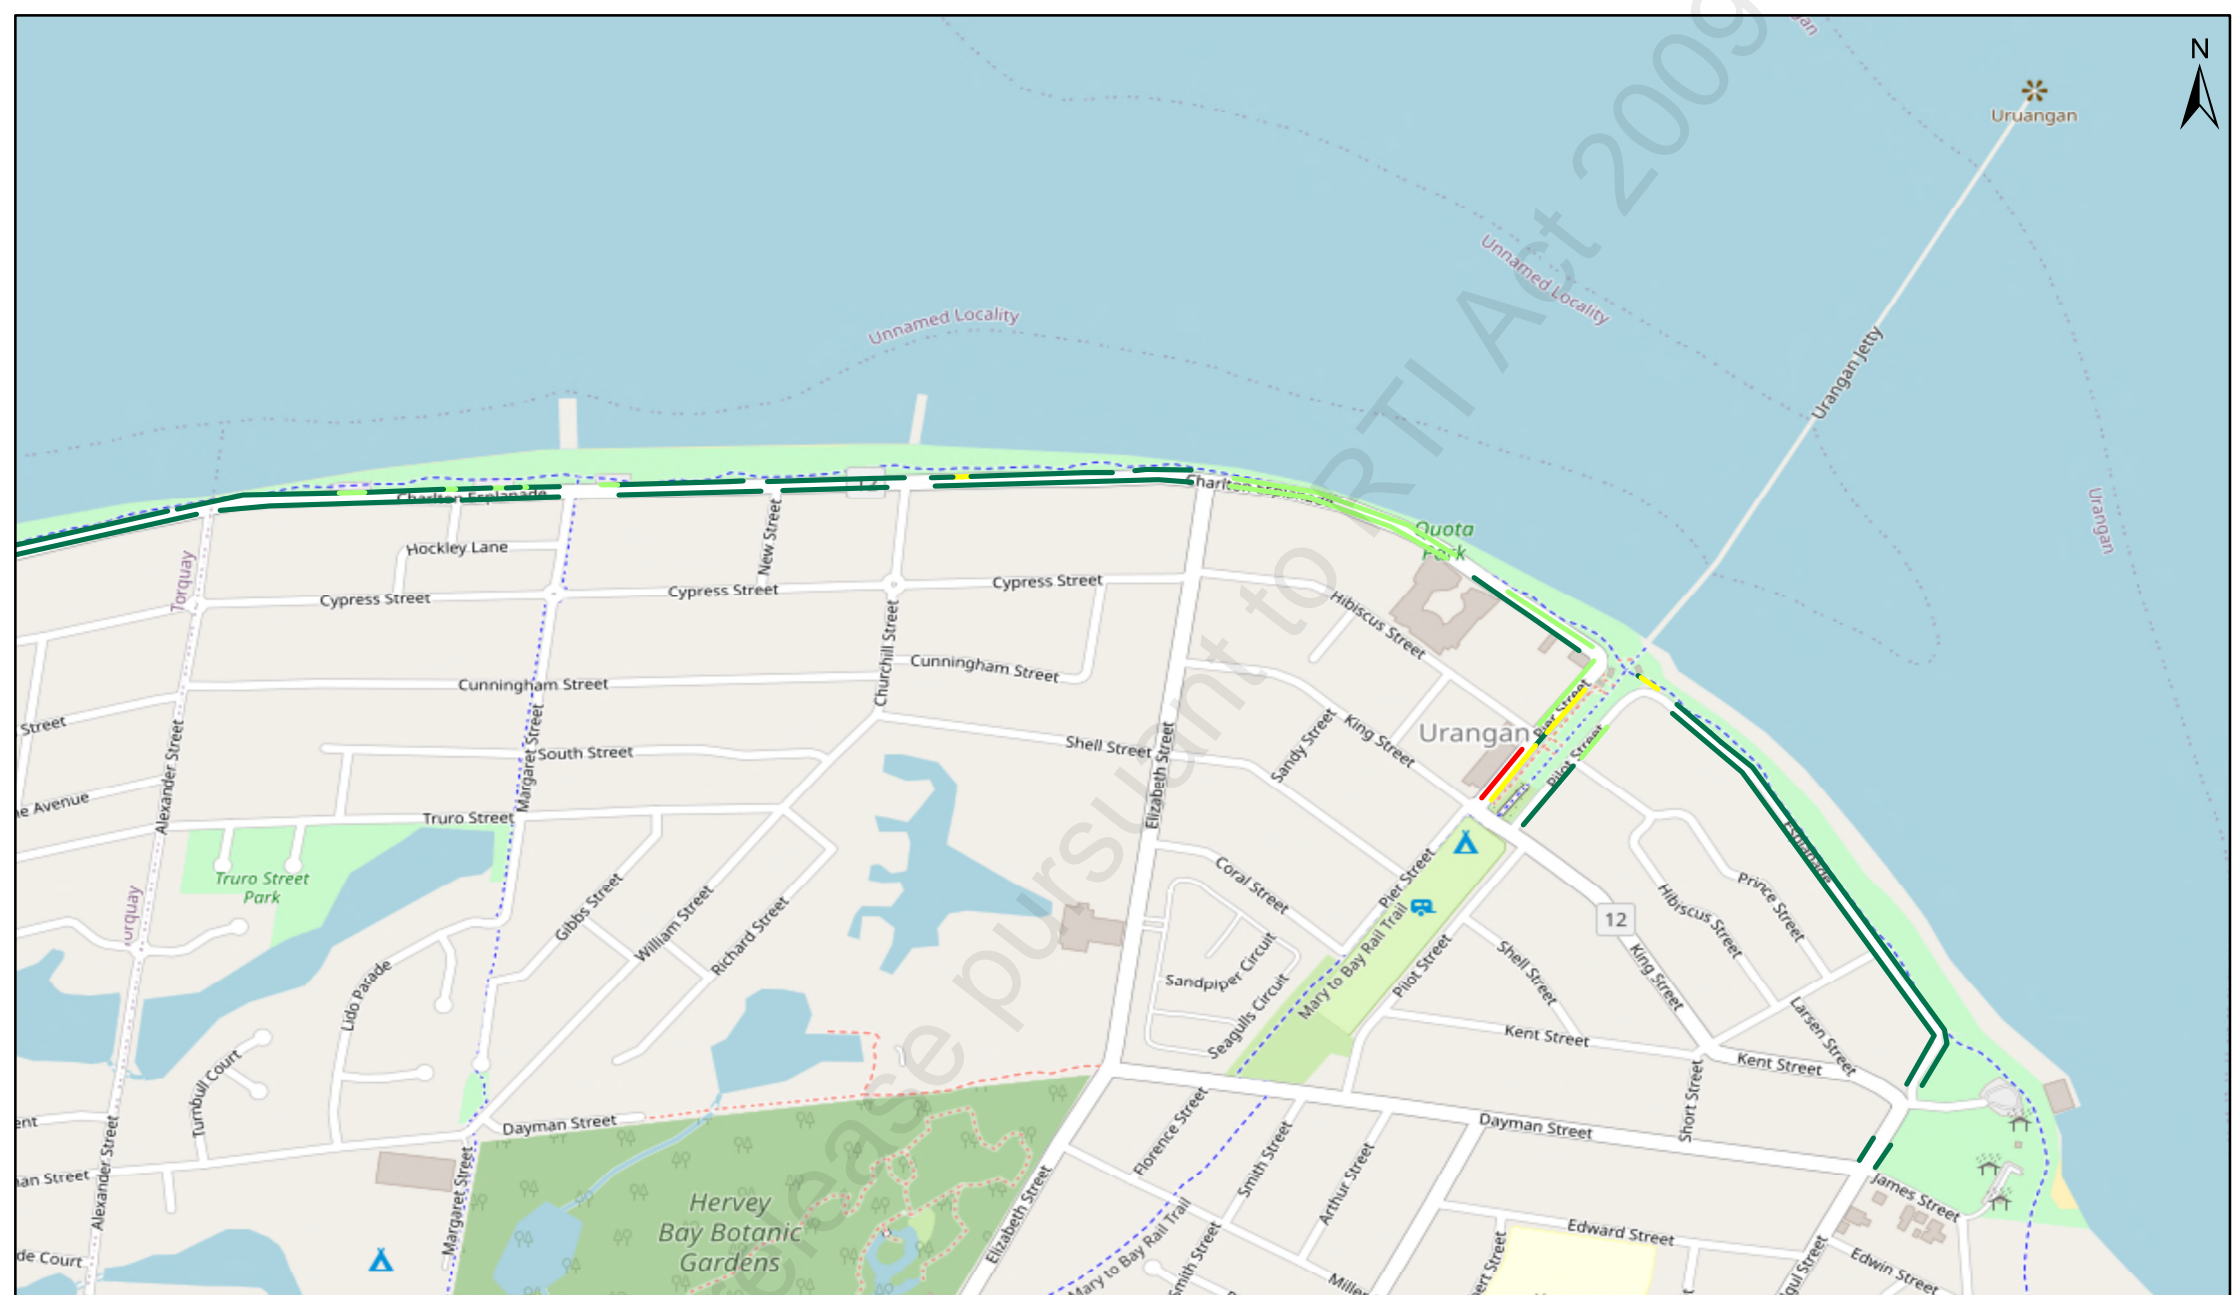 N
Uruangan
Unnamed Locality
Urangan Jetty
Unnamed Locality
Urangan
Charlton Esplanade
12
Charlton Esplanade
Quota
Park
Hockley Lane
New Street
Torquay
Cypress Street
Cypress Street
Cypress Street
Hibiscus Street
Churchill Street
Cunningham Street
Cunningham Street
Street
Margaret Street
South Street
Shell Street
Sandy Street
King Street
Urangan
Pier Street
Pilot Street
Alexander Street
Elizabeth Street
Truro Street
Esplanade
Truro Street
Park
Coral Street
Pier Street
Prince Street
Hibiscus Street
12
Gibbs Street
William Street
Richard Street
Mary to Bay Rail Trail
King Street
Sandpiper Circuit
Pilot Street
Shell Street
Lido Parade
Seagulls Circuit
Larsen Street
Kent Street
Kent Street
Turnbull Court
Short Street
Dayman Street
Florence Street
Dayman Street
Alexander Street
Margaret Street
Smith Street
Arthur Street
James Street
Hervey
Bay Botanic
Gardens
Elizabeth Street
Mary to Bay Rail Trail
Smith Street
Edward Street
Edwin Street
de Court
Release pursuant to RTI Act 2009